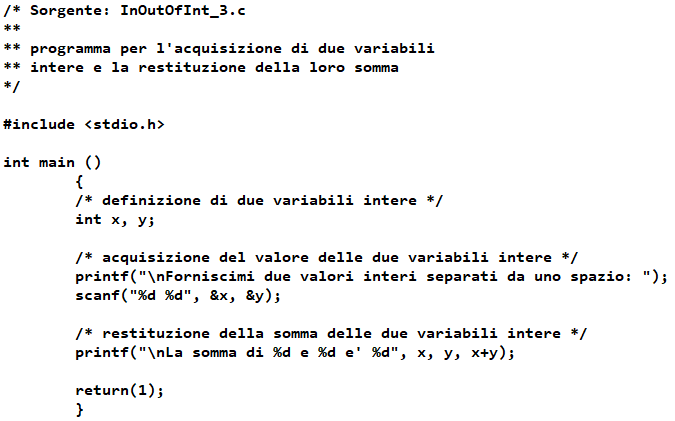 /* Sorgente: InOutOfInt_3.c
**
** programma per l'acquisizione di due variabili
** intere e la restituzione della loro somma
*/
#include <stdio.h>
int main ()
{
/* definizione di due variabili intere */
int x, y;
/* acquisizione del valore delle due variabili intere */
printf("\nForniscimi due valori interi separati da uno spazio: ");
scanf("%d %d", &x, &y);
/* restituzione della somma delle due variabili intere */
printf("\nLa somma di %d e %d e' %d", x, y, x+y);
return(1);
}